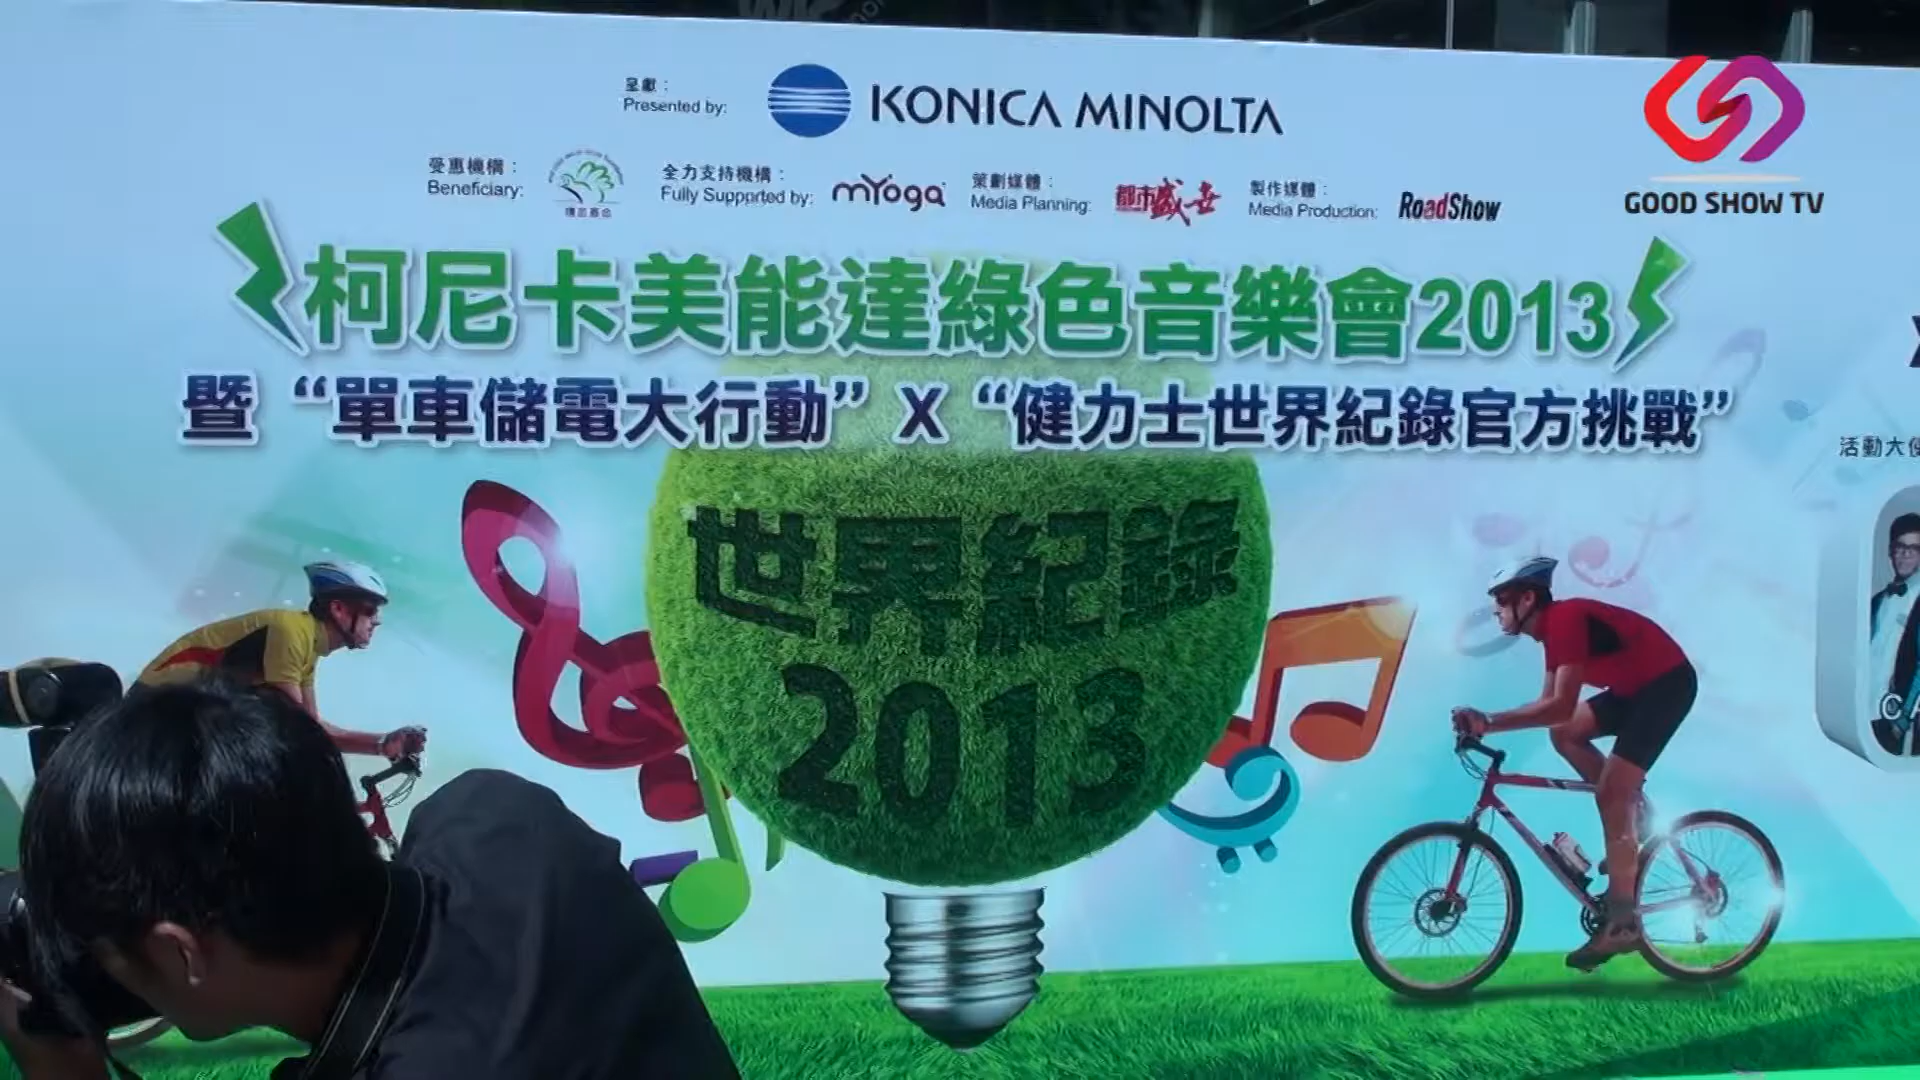 呈獻：
Presented by:
KONICA MINOLTA
受惠機構：
Beneficiary:
全力支持機構：
Fully Supported by:
mYoga
策劃媒體：
Media Planning:
都市盛世
製作媒體：
Media Production:
RoadShow
GOOD SHOW TV
柯尼卡美能達綠色音樂會2013
暨 “單車儲電大行動” X “健力士世界紀錄官方挑戰”
活動大使
世界紀錄
2013